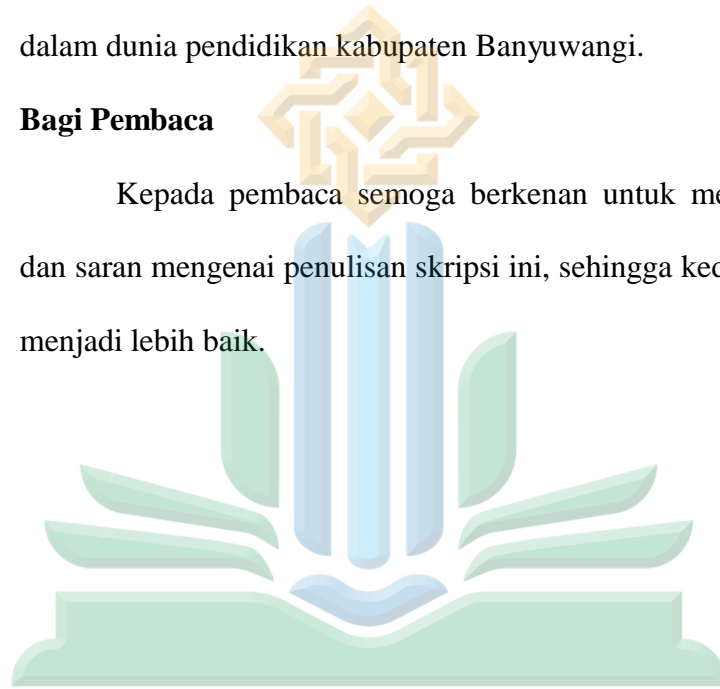 dalam dunia pendidikan kabupaten Banyuwangi.
Bagi Pembaca
Kepada pembaca semoga berkenan untuk
dan saran mengenai penulisan skripsi ini, sehingga
menjadi lebih baik.